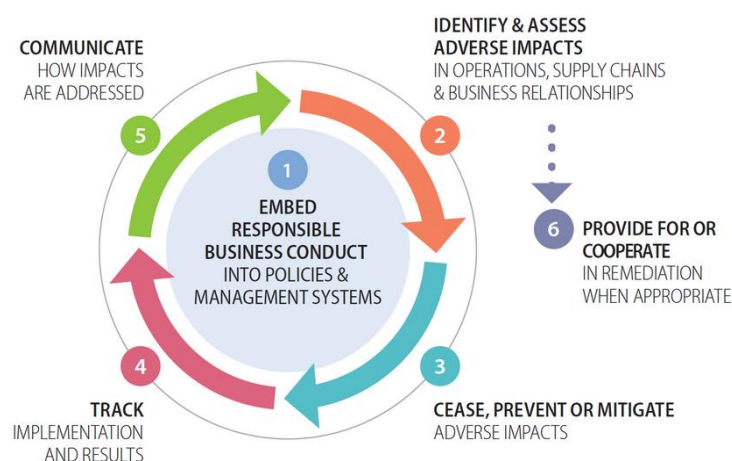 1
EMBED
RESPONSIBLE
BUSINESS CONDUCT
INTO POLICIES &
MANAGEMENT SYSTEMS
2
IDENTIFY & ASSESS
ADVERSE IMPACTS
IN OPERATIONS, SUPPLY CHAINS
& BUSINESS RELATIONSHIPS
3
CEASE, PREVENT OR MITIGATE
ADVERSE IMPACTS
4
TRACK
IMPLEMENTATION
AND RESULTS
5
COMMUNICATE
HOW IMPACTS
ARE ADDRESSED
6
PROVIDE FOR OR
COOPERATE
IN REMEDIATION
WHEN APPROPRIATE